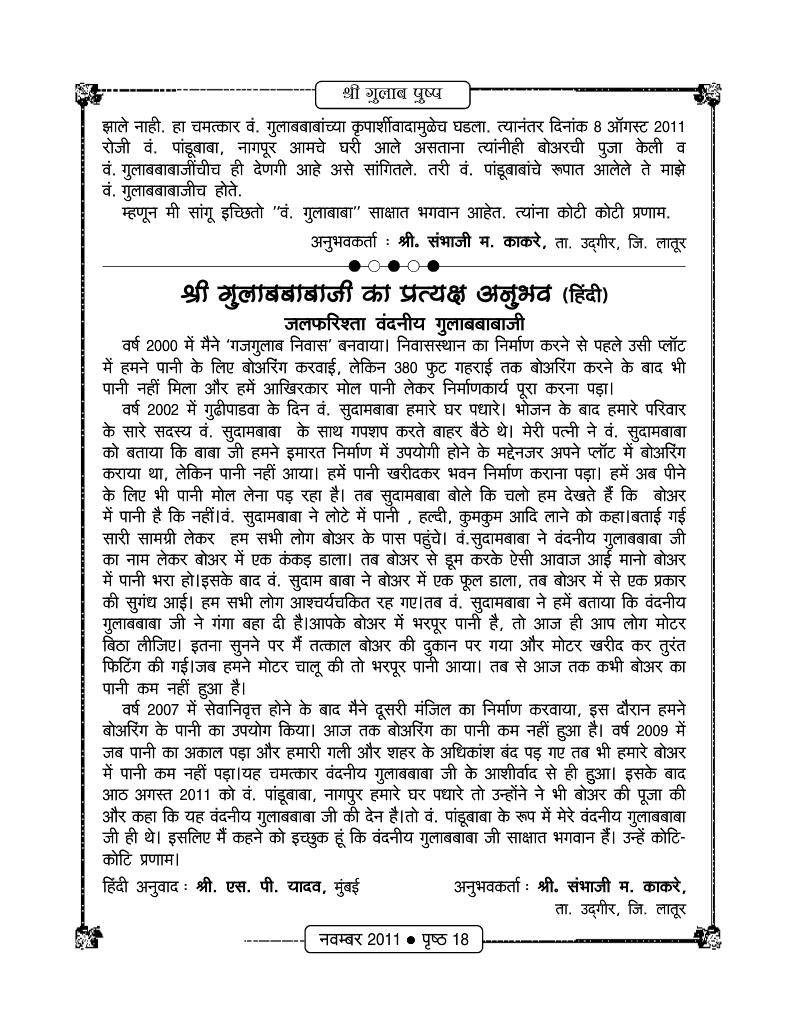 श्री गुलाब पुष्प
झाले नाही. हा चमत्कार वं. गुलाबबाबांच्या कृपार्शीवादामुळेच घडला. त्यानंतर दिनांक 8 ऑगस्ट 2011
रोजी वं. पांडूबाबा, नागपूर आमचे घरी आले असताना त्यांनीही बोअरची पुजा केली व
वं. गुलाबबाबाजींचीच ही देणगी आहे असे सांगितले. तरी वं. पांडूबाबांचे रूपात आलेले ते माझे
वं. गुलाबबाबाजीच होते.
म्हणून मी सांगू इच्छितो ''वं. गुलाबाबा'' साक्षात भगवान आहेत. त्यांना कोटी कोटी प्रणाम.
अनुभवकर्ता : श्री. संभाजी म. काकरे, ता. उद्गीर, जि. लातूर
श्री गुलाबबाबाजी का प्रत्यक्ष अनुभव (हिंदी)
जलफरिश्ता वंदनीय गुलाबबाबाजी
वर्ष 2000 में मैने 'गजगुलाब निवास' बनवाया। निवासस्थान का निर्माण करने से पहले उसी प्लॉट
में हमने पानी के लिए बोअरिंग करवाई, लेकिन 380 फुट गहराई तक बोअरिंग करने के बाद भी
पानी नहीं मिला और हमें आखिरकार मोल पानी लेकर निर्माणकार्य पूरा करना पड़ा।
वर्ष 2002 में गुढीपाडवा के दिन वं. सुदामबाबा हमारे घर पधारे। भोजन के बाद हमारे परिवार
के सारे सदस्य वं. सुदामबाबा के साथ गपशप करते बाहर बैठे थे। मेरी पत्नी ने वं. सुदामबाबा
को बताया कि बाबा जी हमने इमारत निर्माण में उपयोगी होने के मद्देनजर अपने प्लॉट में बोअरिंग
कराया था, लेकिन पानी नहीं आया। हमें पानी खरीदकर भवन निर्माण कराना पड़ा। हमें अब पीने
के लिए भी पानी मोल लेना पड़ रहा है। तब सुदामबाबा बोले कि चलो हम देखते हैं कि बोअर
में पानी है कि नहीं।वं. सुदामबाबा ने लोटे में पानी , हल्दी, कुमकुम आदि लाने को कहा।बताई गई
सारी सामग्री लेकर हम सभी लोग बोअर के पास पहुंचे। वं.सुदामबाबा ने वंदनीय गुलाबबाबा जी
का नाम लेकर बोअर में एक कंकड़ डाला। तब बोअर से डूम करके ऐसी आवाज आई मानो बोअर
में पानी भरा हो।इसके बाद वं. सुदाम बाबा ने बोअर में एक फूल डाला, तब बोअर में से एक प्रकार
की सुगंध आई। हम सभी लोग आश्चर्यचकित रह गए।तब वं. सुदामबाबा ने हमें बताया कि वंदनीय
गुलाबबाबा जी ने गंगा बहा दी है।आपके बोअर में भरपूर पानी है, तो आज ही आप लोग मोटर
बिठा लीजिए। इतना सुनने पर मैं तत्काल बोअर की दुकान पर गया और मोटर खरीद कर तुरंत
फिटिंग की गई।जब हमने मोटर चालू की तो भरपूर पानी आया। तब से आज तक कभी बोअर का
पानी कम नहीं हुआ है।
वर्ष 2007 में सेवानिवृत्त होने के बाद मैने दूसरी मंजिल का निर्माण करवाया, इस दौरान हमने
बोअरिंग के पानी का उपयोग किया। आज तक बोअरिंग का पानी कम नहीं हुआ है। वर्ष 2009 में
जब पानी का अकाल पड़ा और हमारी गली और शहर के अधिकांश बंद पड़ गए तब भी हमारे बोअर
में पानी कम नहीं पड़ा।यह चमत्कार वंदनीय गुलाबबाबा जी के आशीर्वाद से ही हुआ। इसके बाद
आठ अगस्त 2011 को वं. पांडूबाबा, नागपुर हमारे घर पधारे तो उन्होंने ने भी बोअर की पूजा की
और कहा कि यह वंदनीय गुलाबबाबा जी की देन है।तो वं. पांडूबाबा के रूप में मेरे वंदनीय गुलाबबाबा
जी ही थे। इसलिए मैं कहने को इच्छुक हूं कि वंदनीय गुलाबबाबा जी साक्षात भगवान हैं। उन्हें कोटि-
कोटि प्रणाम।
हिंदी अनुवाद : श्री. एस. पी. यादव, मुंबई अनुभवकर्ता : श्री. संभाजी म. काकरे,
ता. उद्गीर, जि. लातूर
नवम्बर 2011 ● पृष्ठ 18